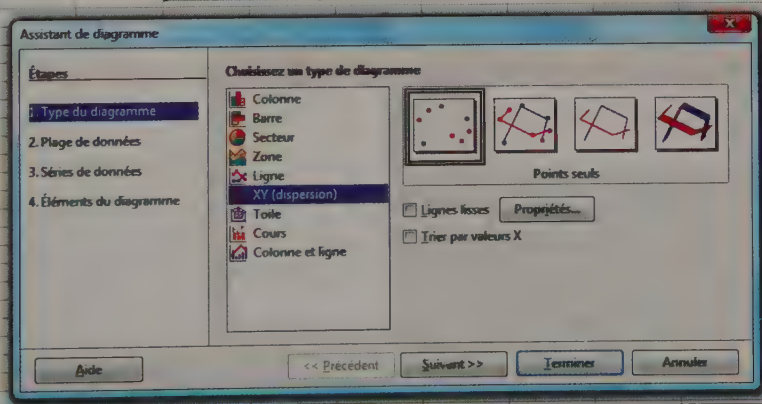 Assistant de diagramme
Étapes
1. Type du diagramme
2. Plage de données
3. Séries de données
4. Éléments du diagramme
Choisissez un type de diagramme
Colonne
Barre
Secteur
Zone
Ligne
XY (dispersion)
Toile
Cours
Colonne et ligne
Points seuls
Lignes lisses
Propriétés...
Trier par valeurs X
Aide
<< Précédent
Suivant >>
Terminer
Annuler